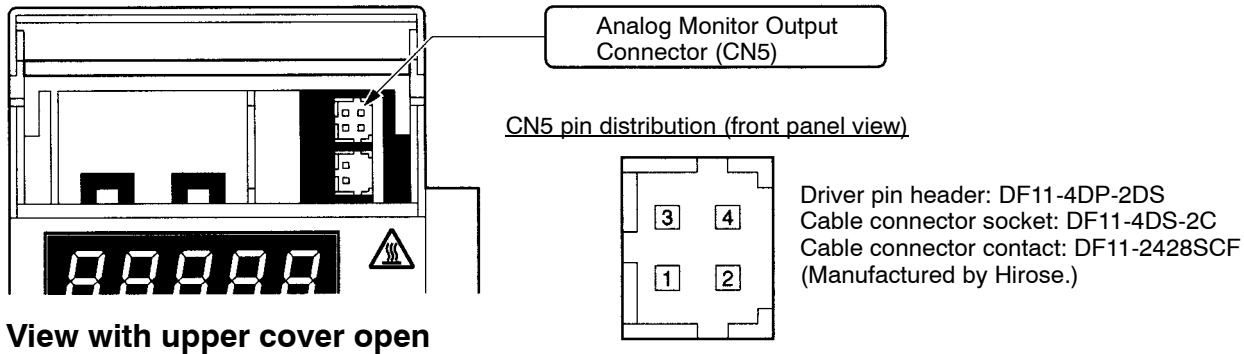 Analog Monitor Output
Connector (CN5)
CN5 pin distribution (front panel view)
3 4
1 2
Driver pin header: DF11-4DP-2DS
Cable connector socket: DF11-4DS-2C
Cable connector contact: DF11-2428SCF
(Manufactured by Hirose.)
88888
View with upper cover open